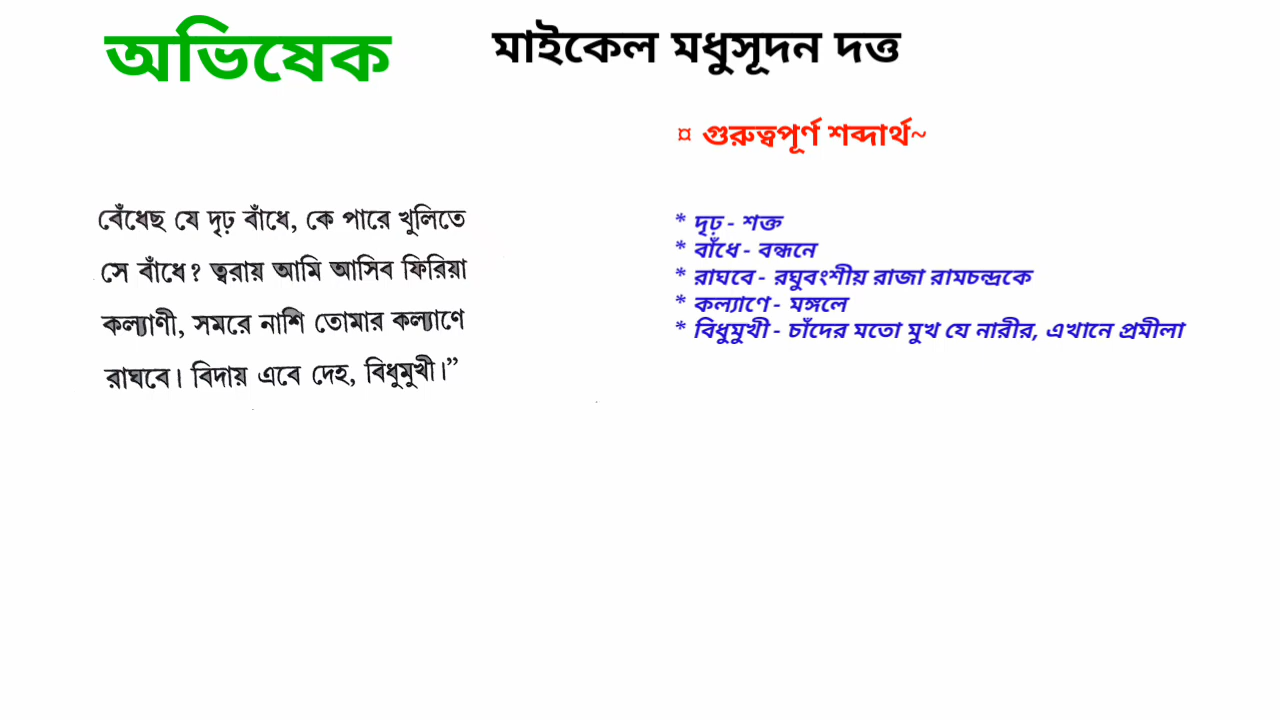 অভিষেক
মাইকেল মধুসূদন দত্ত
¤ গুরুত্বপূর্ণ শব্দার্থ~
বেঁধেছ যে দৃঢ় বাঁধে, কে পারে খুলিতে
সে বাঁধে? ত্বরায় আমি আসিব ফিরিয়া
কল্যাণী, সমরে নাশি তোমার কল্যাণে
রাঘবে। বিদায় এবে দেহ, বিধুমুখী।”
* দৃঢ় - শক্ত
* বাঁধে - বন্ধনে
* রাঘবে - রঘুবংশীয় রাজা রামচন্দ্রকে
* কল্যাণে - মঙ্গলে
* বিধুমুখী - চাঁদের মতো মুখ যে নারীর, এখানে প্রমীলা